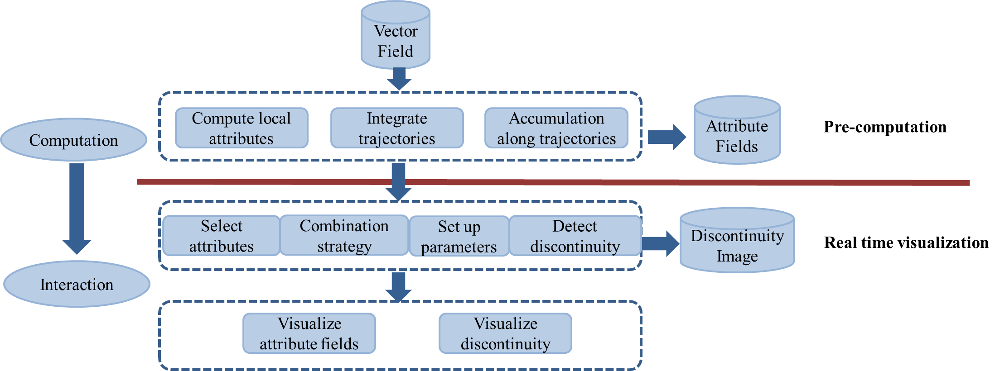 Vector
Field
Compute local
attributes
Integrate
trajectories
Accumulation
along trajectories
Attribute
Fields
Pre-computation
Computation
Select
attributes
Combination
strategy
Set up
parameters
Detect
discontinuity
Discontinuity
Image
Real time visualization
Interaction
Visualize
attribute fields
Visualize
discontinuity